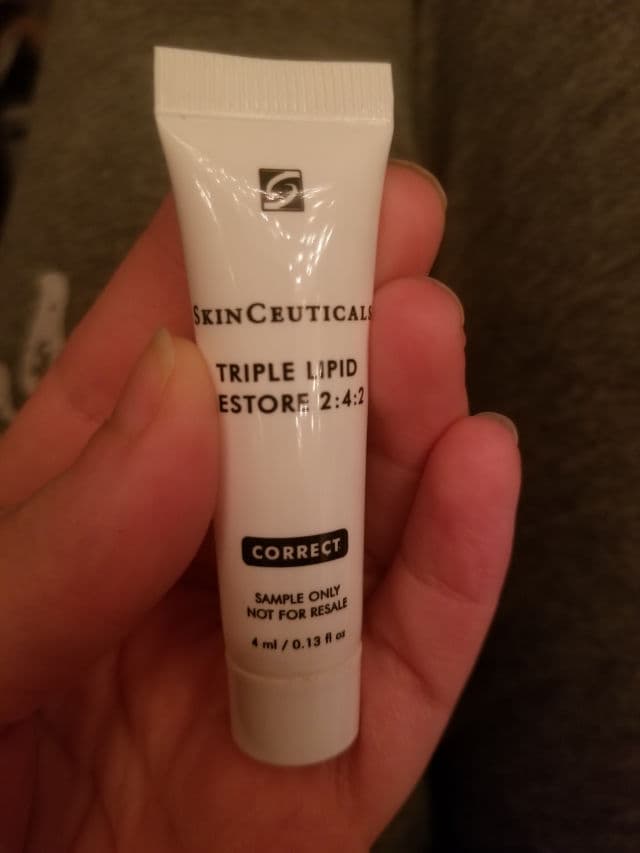 SKINCEUTICALS
TRIPLE LIPID
ESTORE 2:4:2
CORRECT
SAMPLE ONLY
NOT FOR RESALE
4 ml / 0.13 fl oz